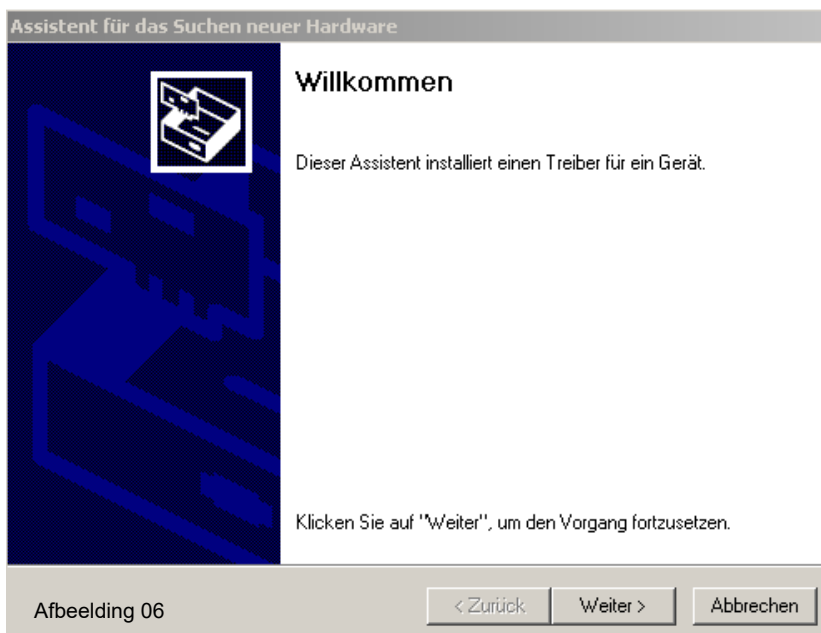 Assistent für das Suchen neuer Hardware
Willkommen
Dieser Assistent installiert einen Treiber für ein Gerät.
Klicken Sie auf "Weiter", um den Vorgang fortzusetzen.
Afbeelding 06
< Zurück
Weiter >
Abbrechen